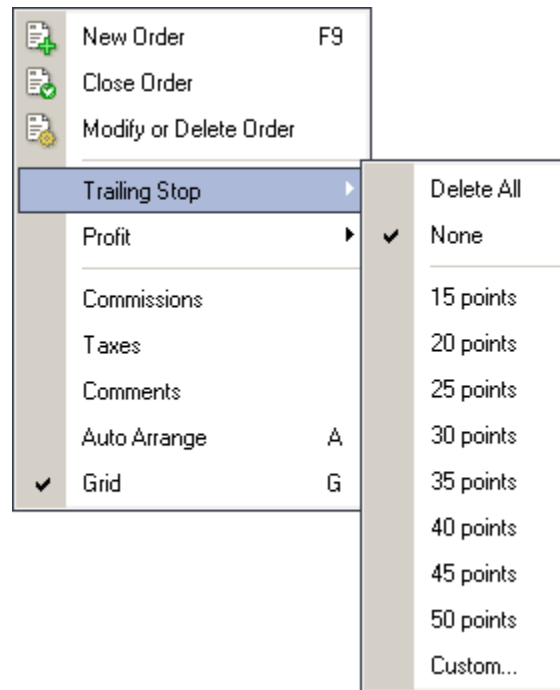 New Order F9
Close Order
Modify or Delete Order
Trailing Stop
Profit
Commissions
Taxes
Comments
Auto Arrange A
Grid G
Delete All
None
15 points
20 points
25 points
30 points
35 points
40 points
45 points
50 points
Custom...